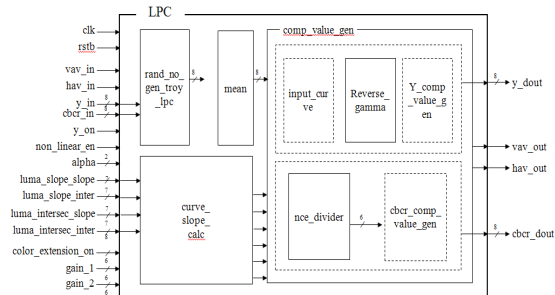 LPC
clk
rstb
vav_in
hav_in
y_in
8
cbcr_in
8
y_on
non_linear_en
alpha
2
luma_slope_slope
2
luma_slope_inter
7
luma_intersec_slope
7
luma_intersec_inter
7
8
color_extension_on
gain_1
6
gain_2
6
6
rand_no_
gen_troy
_lpc
8
mean
8
curve_
slope_
calc
comp_value_gen
input_cur
ve
Reverse_
gamma
Y_comp
_value_g
en
nce_divider
6
cbcr_comp_
value_gen
8
y_dout
vav_out
hav_out
8
cbcr_dout